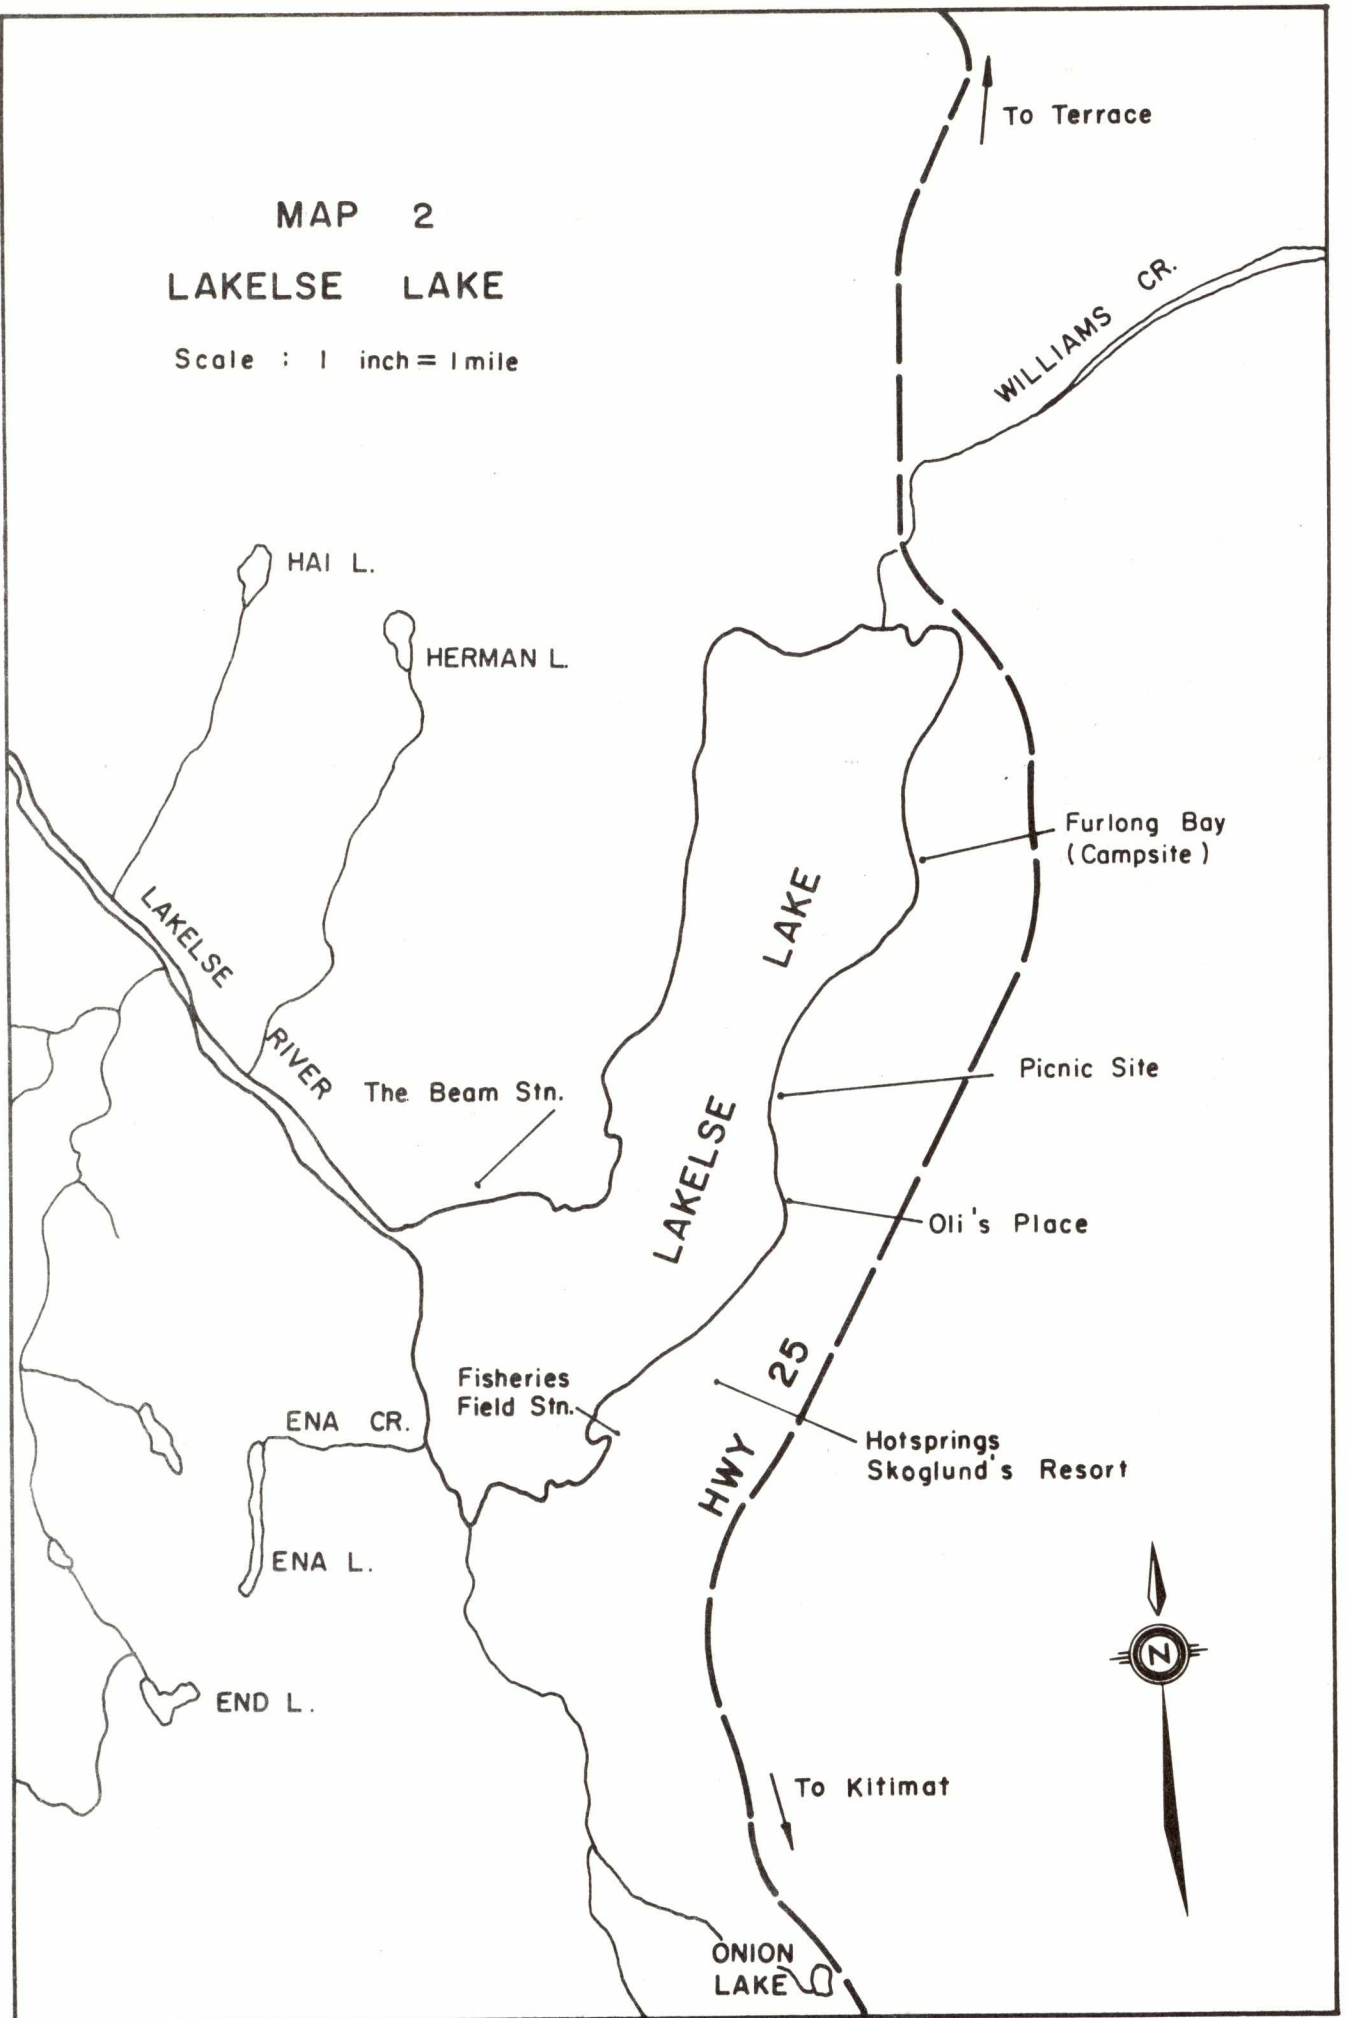 To Terrace
MAP 2
LAKELSE LAKE
Scale : 1 inch = 1 mile
WILLIAMS CR.
HAI L.
HERMAN L.
Furlong Bay
(Campsite)
LAKELSE RIVER
LAKELSE LAKE
Picnic Site
The Beam Stn.
Oli's Place
Fisheries
Field Stn.
HWY 25
ENA CR.
Hotsprings
Skoglund's Resort
ENA L.
N
END L.
To Kitimat
ONION
LAKE